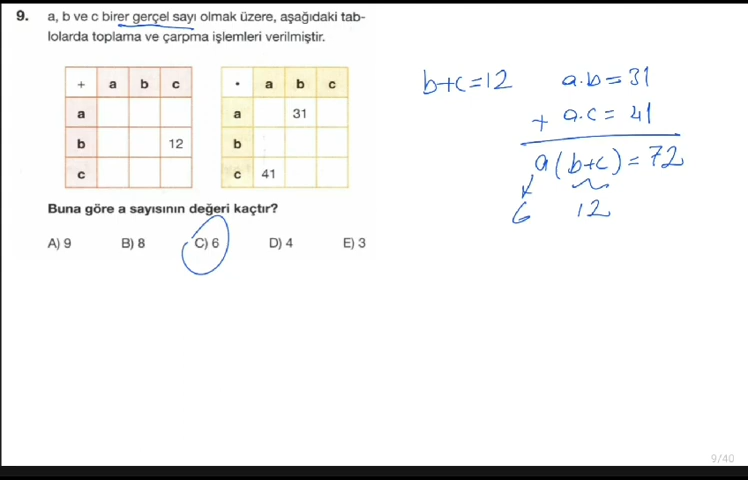 9. a, b ve c birer gerçel sayı olmak üzere, aşağıdaki tab-
lolarda toplama ve çarpma işlemleri verilmiştir.
+ a b c
a
b 12
c
· a b c
a 31
b
c 41
Buna göre a sayısının değeri kaçtır?
A) 9 B) 8 C) 6 D) 4 E) 3
b+c=12 a.b=31
+ a.c=41
a(b+c)=72
6 12
9/40